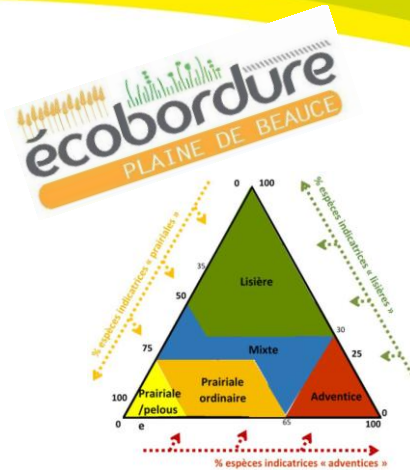 écobordure
PLAINE DE BEAUCE
0
100
% espèces indicatrices « prairiales »
% espèces indicatrices « lisières »
35
Lisière
50
30
75
Mixte
25
Prairiale
ordinaire
Prairiale
/pelous
e
Adventice
100
0
0
65
100
% espèces indicatrices « adventices »